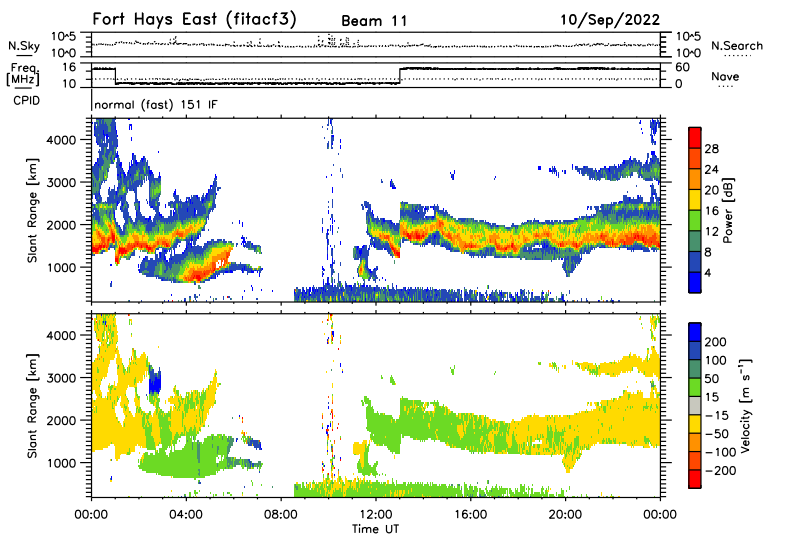 Fort Hays East (fitacf3) Beam 11 10/Sep/2022
N.Sky 10^5 10^0 10^5 10^0 N.Search
Freq. [MHz] 16 10 60 0 Nave
CPID normal (fast) 151 IF
Slant Range [km] 4000 3000 2000 1000
Power [dB] 28 24 20 16 12 8 4
Slant Range [km] 4000 3000 2000 1000
Velocity [m s⁻¹] 200 100 50 15 −15 −50 −100 −200
00:00 04:00 08:00 12:00 16:00 20:00 00:00
Time UT